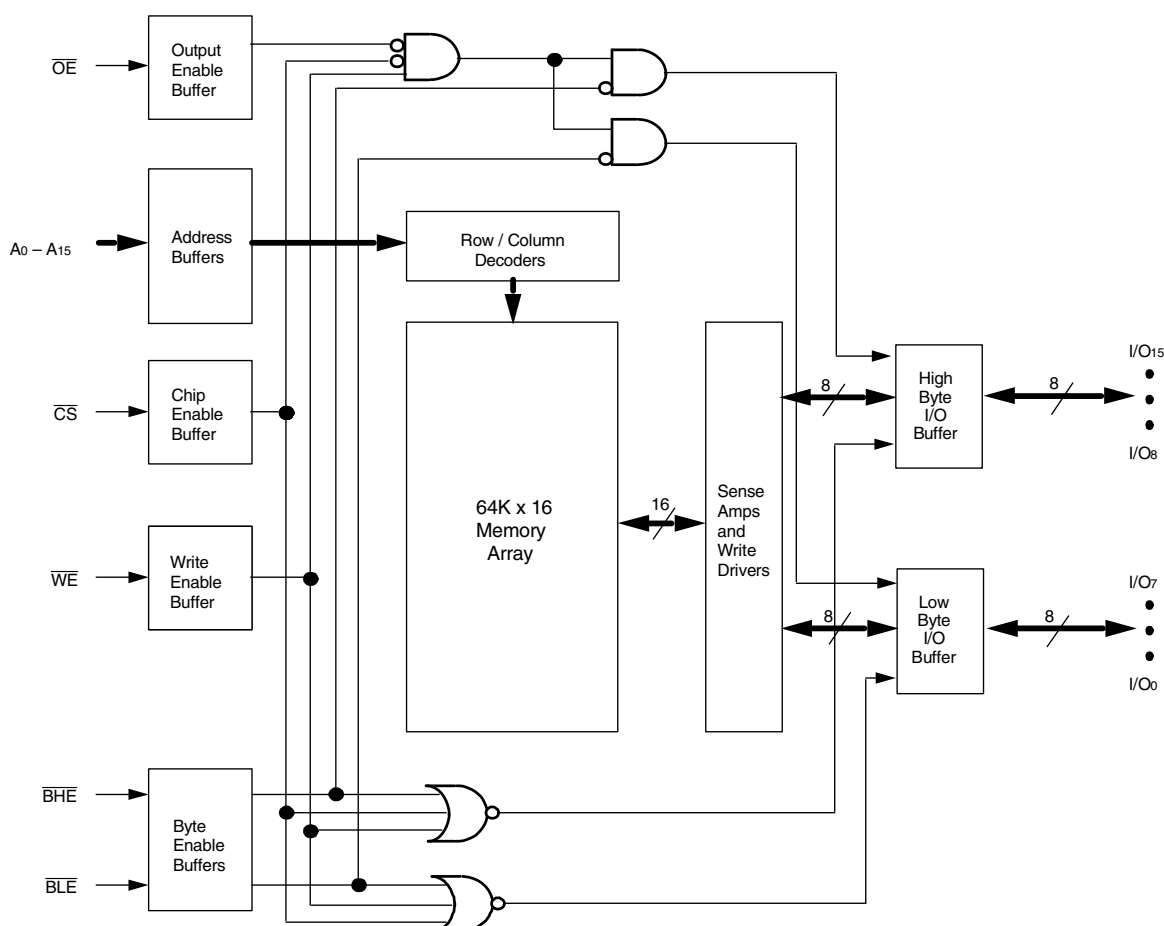 OE
Output
Enable
Buffer
A0 – A15
Address
Buffers
Row / Column
Decoders
CS
Chip
Enable
Buffer
WE
Write
Enable
Buffer
64K x 16
Memory
Array
16
Sense
Amps
and
Write
Drivers
8
High
Byte
I/O
Buffer
8
I/O15
I/O8
8
Low
Byte
I/O
Buffer
8
I/O7
I/O0
BHE
BLE
Byte
Enable
Buffers